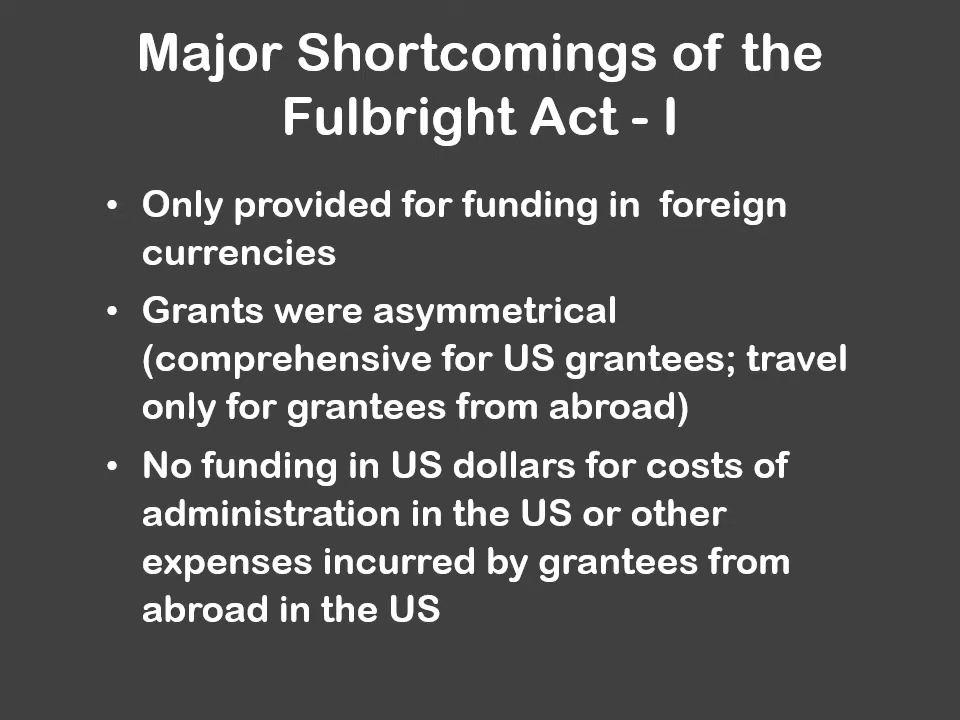 Major Shortcomings of the
Fulbright Act - I
• Only provided for funding in  foreign
currencies
• Grants were asymmetrical
(comprehensive for US grantees; travel
only for grantees from abroad)
• No funding in US dollars for costs of
administration in the US or other
expenses incurred by grantees from
abroad in the US